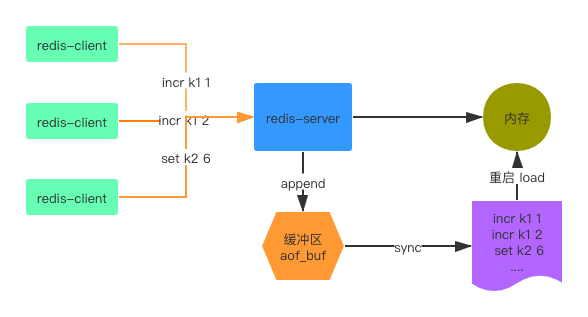 redis-client
incr k1 1
redis-client
incr k1 2
set k2 6
redis-client
redis-server
内存
append
重启 load
缓冲区
aof_buf
sync
incr k1 1
incr k1 2
set k2 6
....